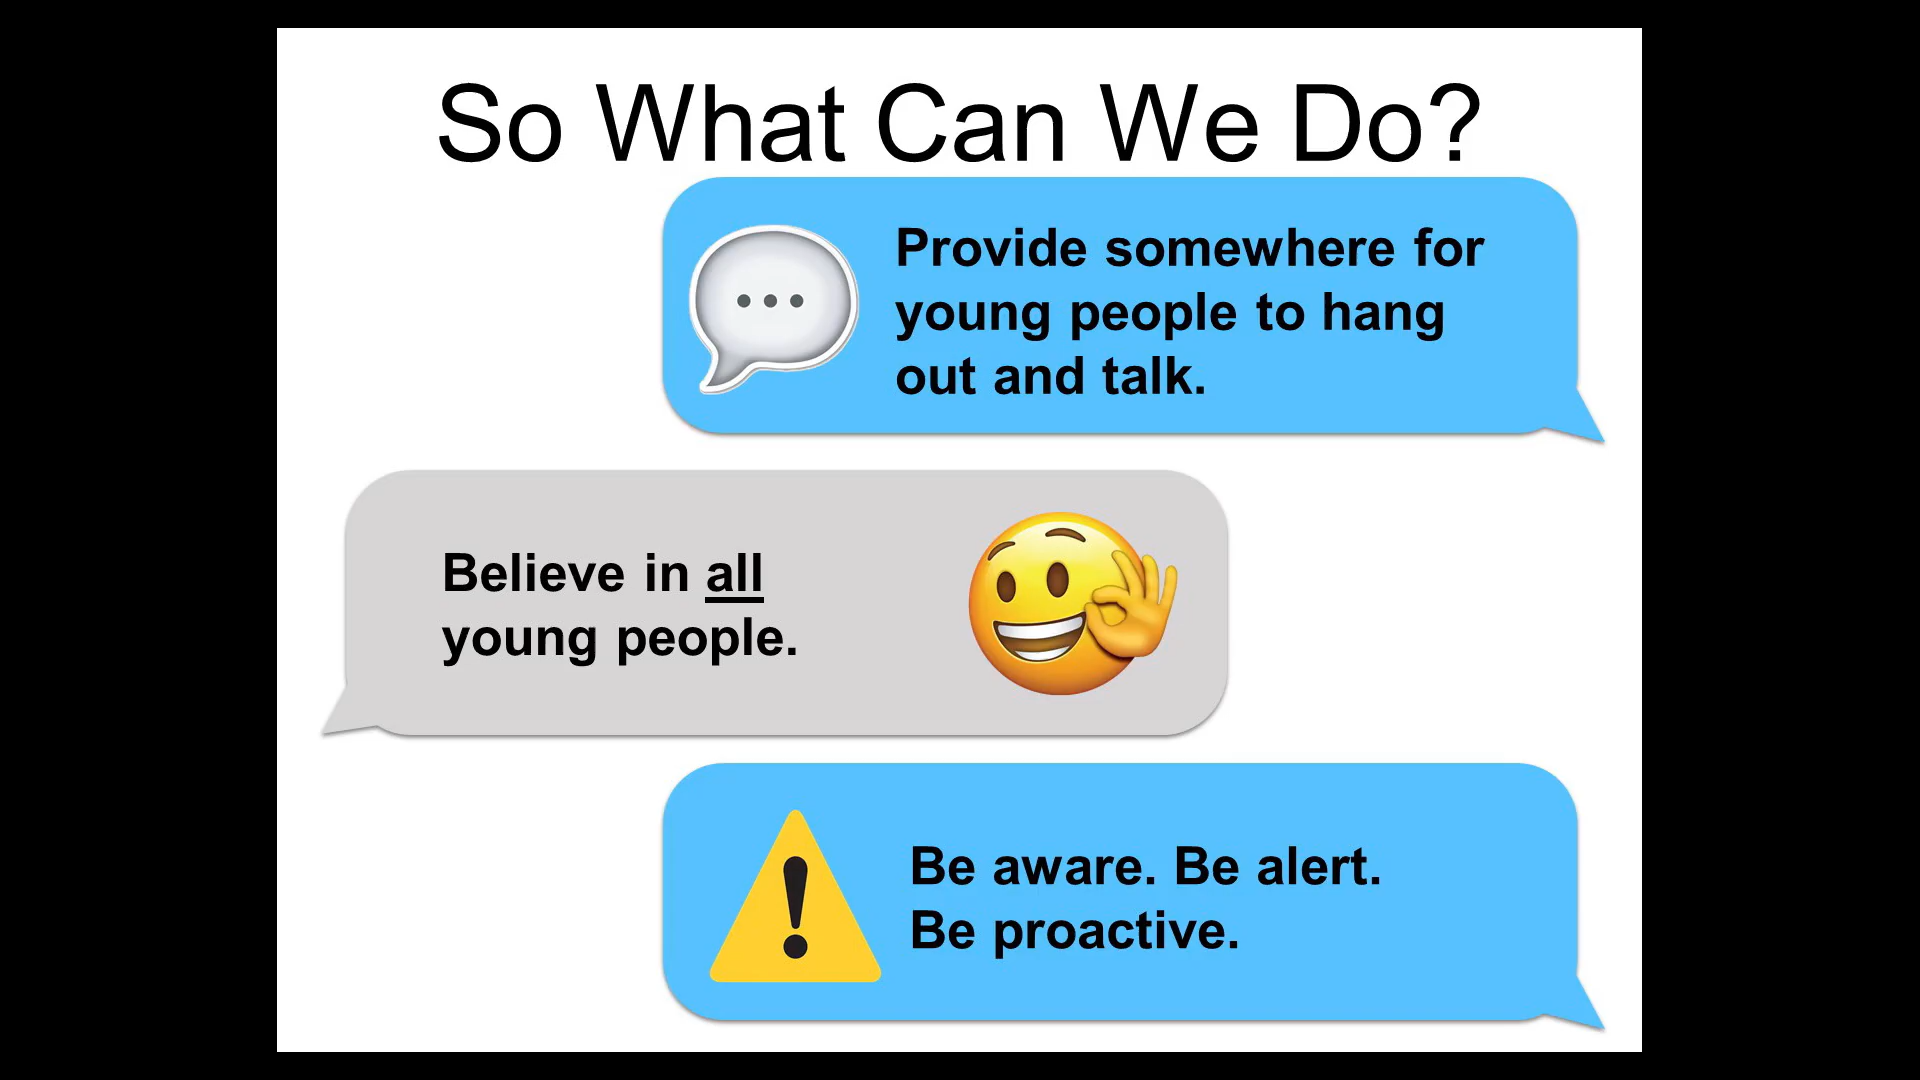 So What Can We Do?
Provide somewhere for
young people to hang
out and talk.
Believe in all
young people.
Be aware. Be alert.
Be proactive.